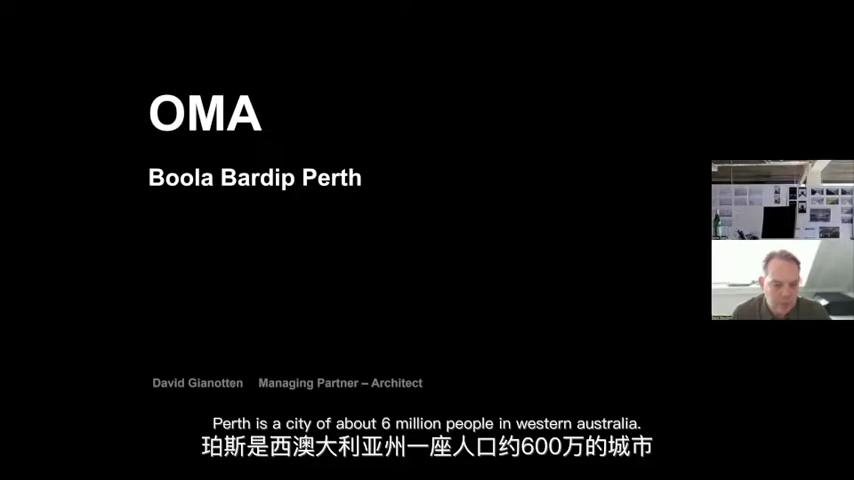 OMA
Boola Bardip Perth
David Gianotten Managing Partner – Architect
Perth is a city of about 6 million people in western australia.
珀斯是西澳大利亚州一座人口约600万的城市